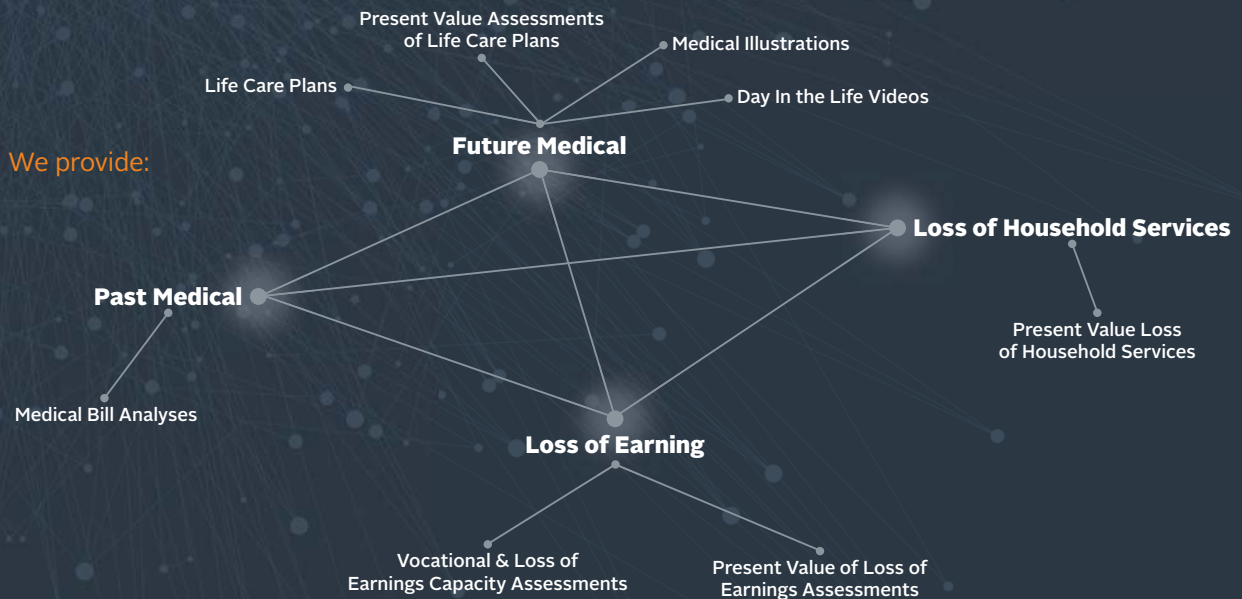 Present Value Assessments
of Life Care Plans
Medical Illustrations
Life Care Plans
Day In the Life Videos
Future Medical
We provide:
Loss of Household Services
Past Medical
Present Value Loss
of Household Services
Medical Bill Analyses
Loss of Earning
Vocational & Loss of
Earnings Capacity Assessments
Present Value of Loss of
Earnings Assessments